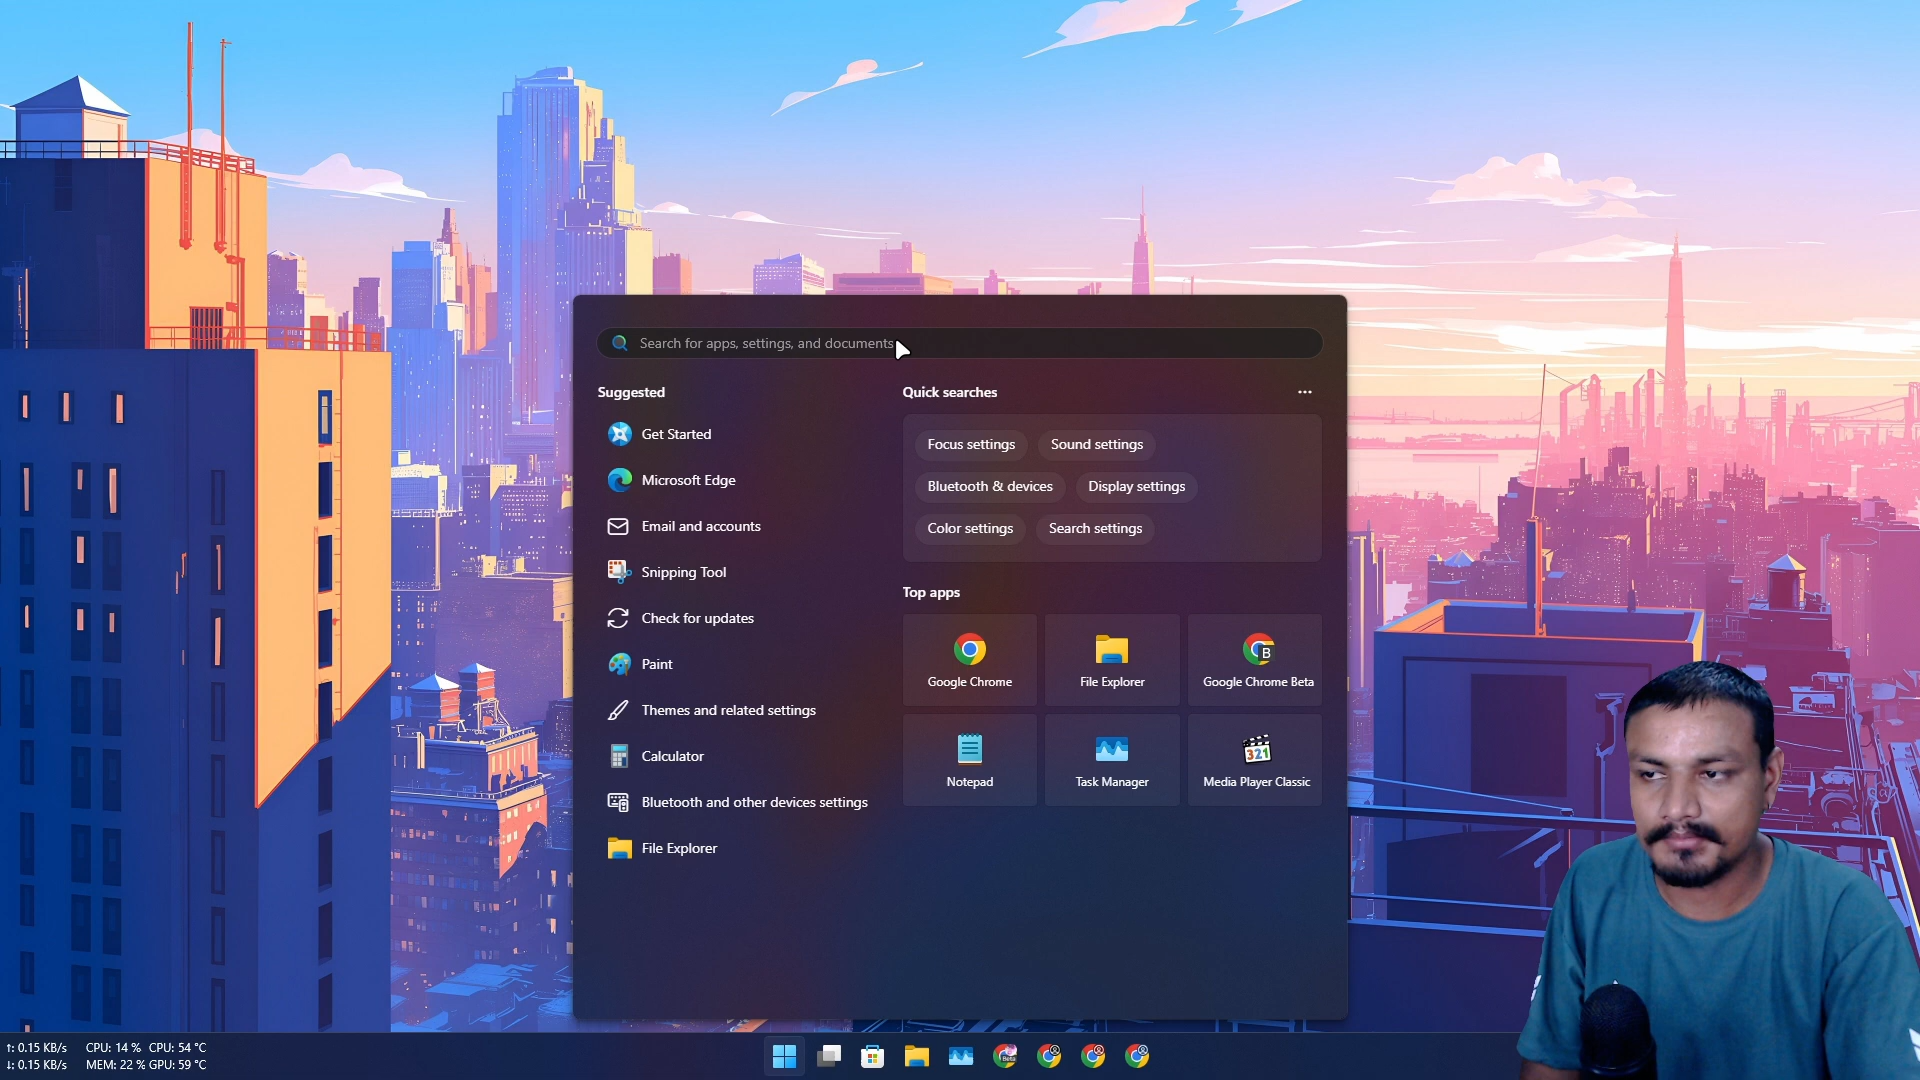 Search for apps, settings, and documents
Suggested
Get Started
Microsoft Edge
Email and accounts
Snipping Tool
Check for updates
Paint
Themes and related settings
Calculator
Bluetooth and other devices settings
File Explorer
Quick searches
Focus settings
Sound settings
Bluetooth & devices
Display settings
Color settings
Search settings
Top apps
Google Chrome
File Explorer
B
Google Chrome Beta
Notepad
Task Manager
321
Media Player Classic
↑: 0.15 KB/s CPU: 14 % CPU: 54 °C
↓: 0.15 KB/s MEM: 22 % GPU: 59 °C
Beta